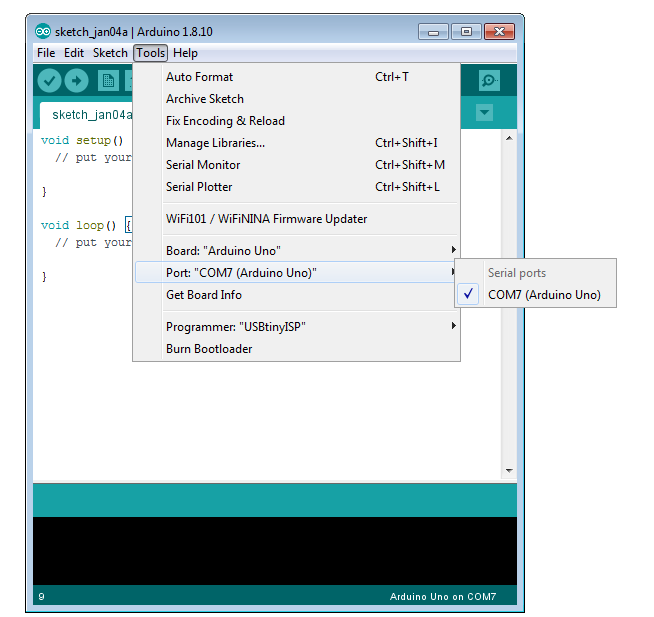 sketch_jan04a | Arduino 1.8.10
File Edit Sketch Tools Help
Auto Format Ctrl+T
Archive Sketch
Fix Encoding & Reload
Manage Libraries... Ctrl+Shift+I
Serial Monitor Ctrl+Shift+M
Serial Plotter Ctrl+Shift+L
WiFi101 / WiFiNINA Firmware Updater
Board: "Arduino Uno"
Port: "COM7 (Arduino Uno)"
Get Board Info
Programmer: "USBtinyISP"
Burn Bootloader
Serial ports
COM7 (Arduino Uno)
sketch_jan04a
void setup()
// put your
}
void loop() {
// put your
}
9
Arduino Uno on COM7